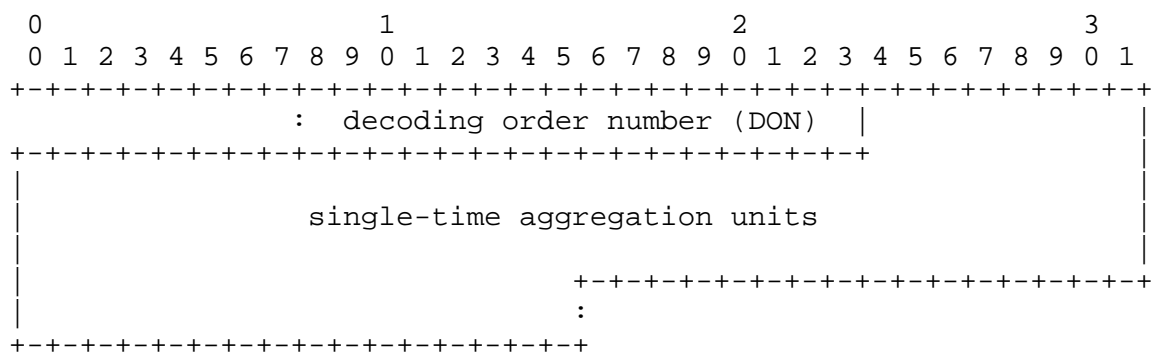 0                   1                   2                   3
 0 1 2 3 4 5 6 7 8 9 0 1 2 3 4 5 6 7 8 9 0 1 2 3 4 5 6 7 8 9 0 1
+-+-+-+-+-+-+-+-+-+-+-+-+-+-+-+-+-+-+-+-+-+-+-+-+-+-+-+-+-+-+-+-+
                :  decoding order number (DON)  |               |
+-+-+-+-+-+-+-+-+-+-+-+-+-+-+-+-+-+-+-+-+-+-+-+-+               |
|                                                               |
|                single-time aggregation units                  |
|                                                               |
|                               +-+-+-+-+-+-+-+-+-+-+-+-+-+-+-+-+
|                               :
+-+-+-+-+-+-+-+-+-+-+-+-+-+-+-+-+